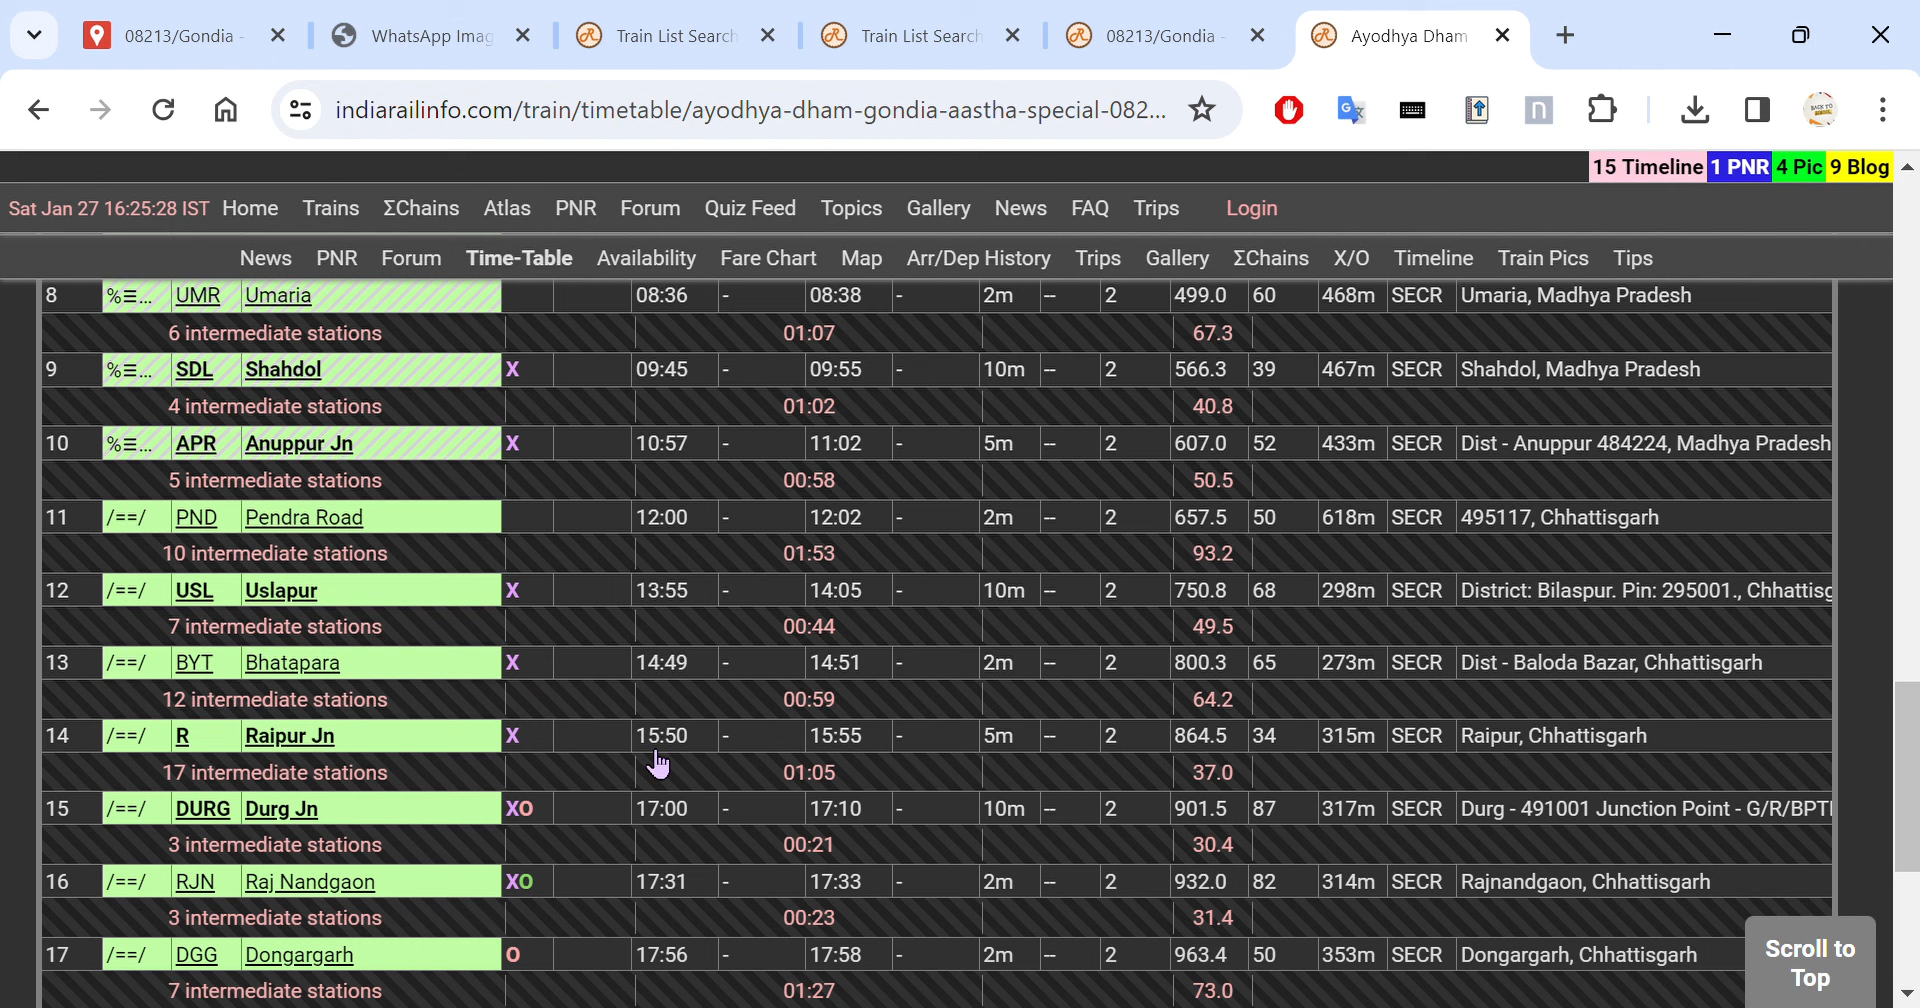 08213/Gondia -
WhatsApp Imag
Train List Search
Train List Search
08213/Gondia -
Ayodhya Dham
indiarailinfo.com/train/timetable/ayodhya-dham-gondia-aastha-special-082...
15 Timeline 1 PNR 4 Pic 9 Blog
Sat Jan 27 16:25:28 IST Home Trains ΣChains Atlas PNR Forum Quiz Feed Topics Gallery News FAQ Trips Login
News PNR Forum Time-Table Availability Fare Chart Map Arr/Dep History Trips Gallery ΣChains X/O Timeline Train Pics Tips
8 %☰... UMR Umaria 08:36 - 08:38 - 2m -- 2 499.0 60 468m SECR Umaria, Madhya Pradesh
6 intermediate stations 01:07 67.3
9 %☰... SDL Shahdol X 09:45 - 09:55 - 10m -- 2 566.3 39 467m SECR Shahdol, Madhya Pradesh
4 intermediate stations 01:02 40.8
10 %☰... APR Anuppur Jn X 10:57 - 11:02 - 5m -- 2 607.0 52 433m SECR Dist - Anuppur 484224, Madhya Pradesh
5 intermediate stations 00:58 50.5
11 /==/ PND Pendra Road 12:00 - 12:02 - 2m -- 2 657.5 50 618m SECR 495117, Chhattisgarh
10 intermediate stations 01:53 93.2
12 /==/ USL Uslapur X 13:55 - 14:05 - 10m -- 2 750.8 68 298m SECR District: Bilaspur. Pin: 295001., Chhattisg
7 intermediate stations 00:44 49.5
13 /==/ BYT Bhatapara X 14:49 - 14:51 - 2m -- 2 800.3 65 273m SECR Dist - Baloda Bazar, Chhattisgarh
12 intermediate stations 00:59 64.2
14 /==/ R Raipur Jn X 15:50 - 15:55 - 5m -- 2 864.5 34 315m SECR Raipur, Chhattisgarh
17 intermediate stations 01:05 37.0
15 /==/ DURG Durg Jn XO 17:00 - 17:10 - 10m -- 2 901.5 87 317m SECR Durg - 491001 Junction Point - G/R/BPTI
3 intermediate stations 00:21 30.4
16 /==/ RJN Raj Nandgaon XO 17:31 - 17:33 - 2m -- 2 932.0 82 314m SECR Rajnandgaon, Chhattisgarh
3 intermediate stations 00:23 31.4
17 /==/ DGG Dongargarh O 17:56 - 17:58 - 2m -- 2 963.4 50 353m SECR Dongargarh, Chhattisgarh
7 intermediate stations 01:27 73.0
Scroll to
Top